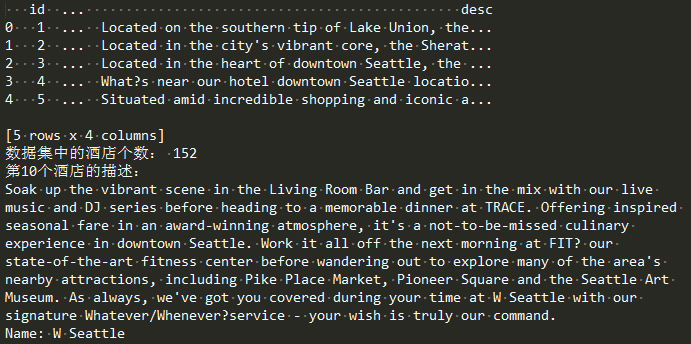 id ... desc
0 1 ... Located on the southern tip of Lake Union, the...
1 2 ... Located in the city's vibrant core, the Sherat...
2 3 ... Located in the heart of downtown Seattle, the ...
3 4 ... What?s near our hotel downtown Seattle locatio...
4 5 ... Situated amid incredible shopping and iconic a...
[5 rows x 4 columns]
数据集中的酒店个数： 152
第10个酒店的描述：
Soak up the vibrant scene in the Living Room Bar and get in the mix with our live
music and DJ series before heading to a memorable dinner at TRACE. Offering inspired
seasonal fare in an award-winning atmosphere, it's a not-to-be-missed culinary
experience in downtown Seattle. Work it all off the next morning at FIT? our
state-of-the-art fitness center before wandering out to explore many of the area's
nearby attractions, including Pike Place Market, Pioneer Square and the Seattle Art
Museum. As always, we've got you covered during your time at W Seattle with our
signature Whatever/Whenever?service - your wish is truly our command.
Name: W Seattle